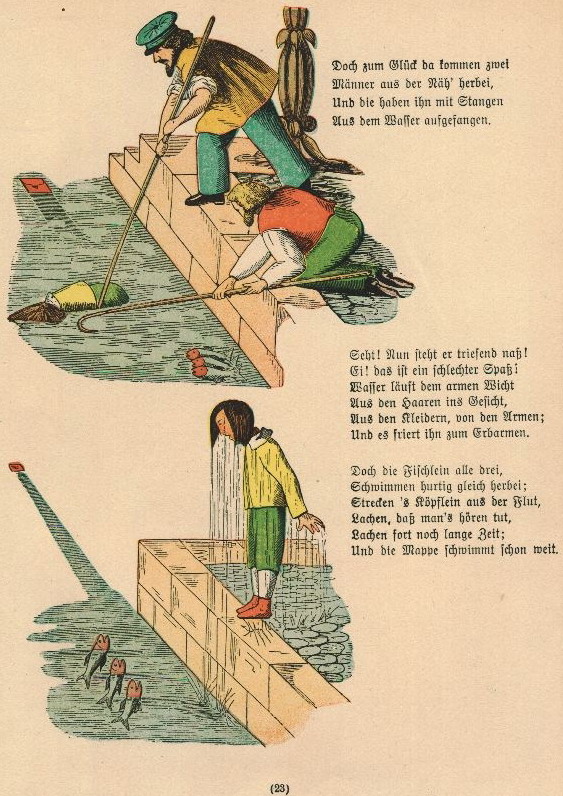 Doch zum Glück da kommen zwei
Männer aus der Näh' herbei,
Und die haben ihn mit Stangen
Aus dem Wasser aufgefangen.
Seht! Nun steht er triefend naß!
Ei! das ist ein schlechter Spaß!
Wasser läuft dem armen Wicht
Aus den Haaren ins Gesicht,
Aus den Kleidern, von den Armen;
Und es friert ihn zum Erbarmen.
Doch die Fischlein alle drei,
Schwimmen hurtig gleich herbei;
Strecken 's Köpflein aus der Flut,
Lachen, daß man's hören tut,
Lachen fort noch lange Zeit;
Und die Mappe schwimmt schon weit.
(23)